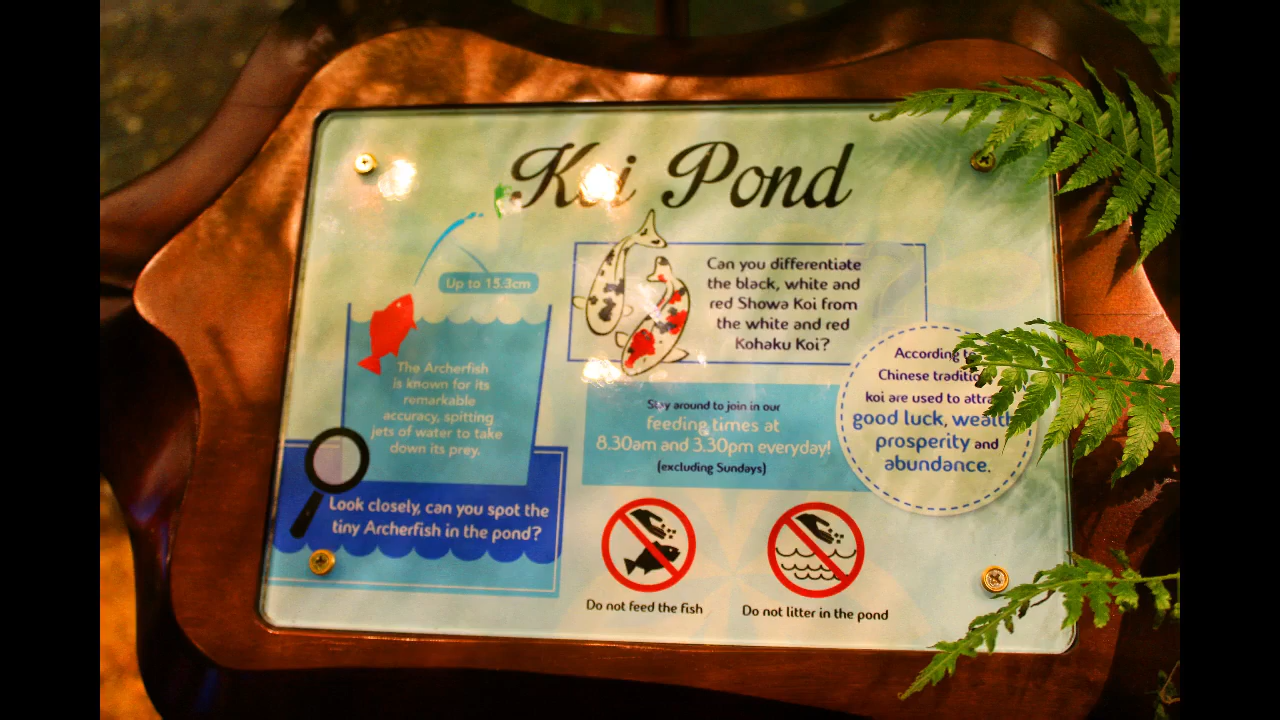 Koi Pond
Up to 15.3cm
The Archerfish
is known for its
remarkable
accuracy, spitting
jets of water to take
down its prey.
Look closely, can you spot the
tiny Archerfish in the pond?
Can you differentiate
the black, white and
red Showa Koi from
the white and red
Kohaku Koi?
Stay around to join in our
feeding times at
8.30am and 3.30pm everyday!
(excluding Sundays)
According to
Chinese tradition
koi are used to attract
good luck, wealth
prosperity and
abundance.
Do not feed the fish
Do not litter in the pond